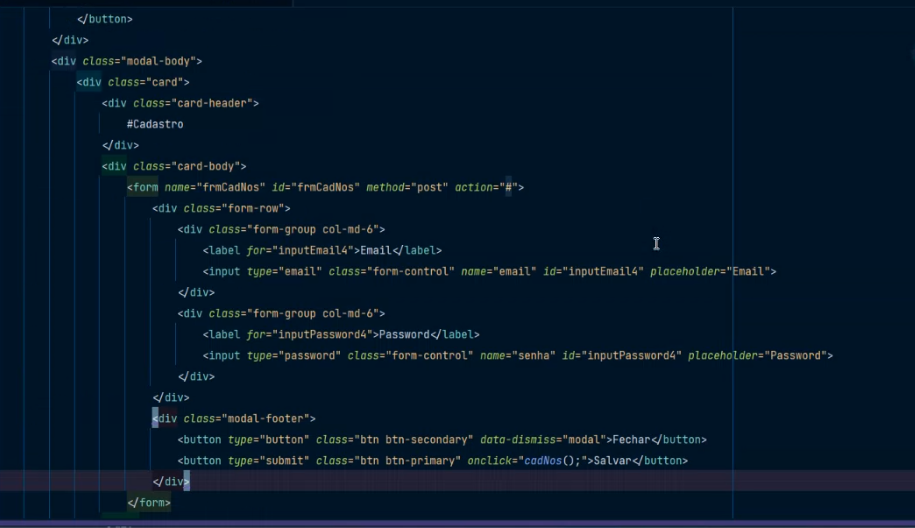 </button>
</div>
<div class="modal-body">
<div class="card">
<div class="card-header">
#Cadastro
</div>
<div class="card-body">
<form name="frmCadNos" id="frmCadNos" method="post" action="#">
<div class="form-row">
<div class="form-group col-md-6">
<label for="inputEmail4">Email</label>
<input type="email" class="form-control" name="email" id="inputEmail4" placeholder="Email">
</div>
<div class="form-group col-md-6">
<label for="inputPassword4">Password</label>
<input type="password" class="form-control" name="senha" id="inputPassword4" placeholder="Password">
</div>
</div>
<div class="modal-footer">
<button type="button" class="btn btn-secondary" data-dismiss="modal">Fechar</button>
<button type="submit" class="btn btn-primary" onclick="cadNos();">Salvar</button>
</div>
</form>